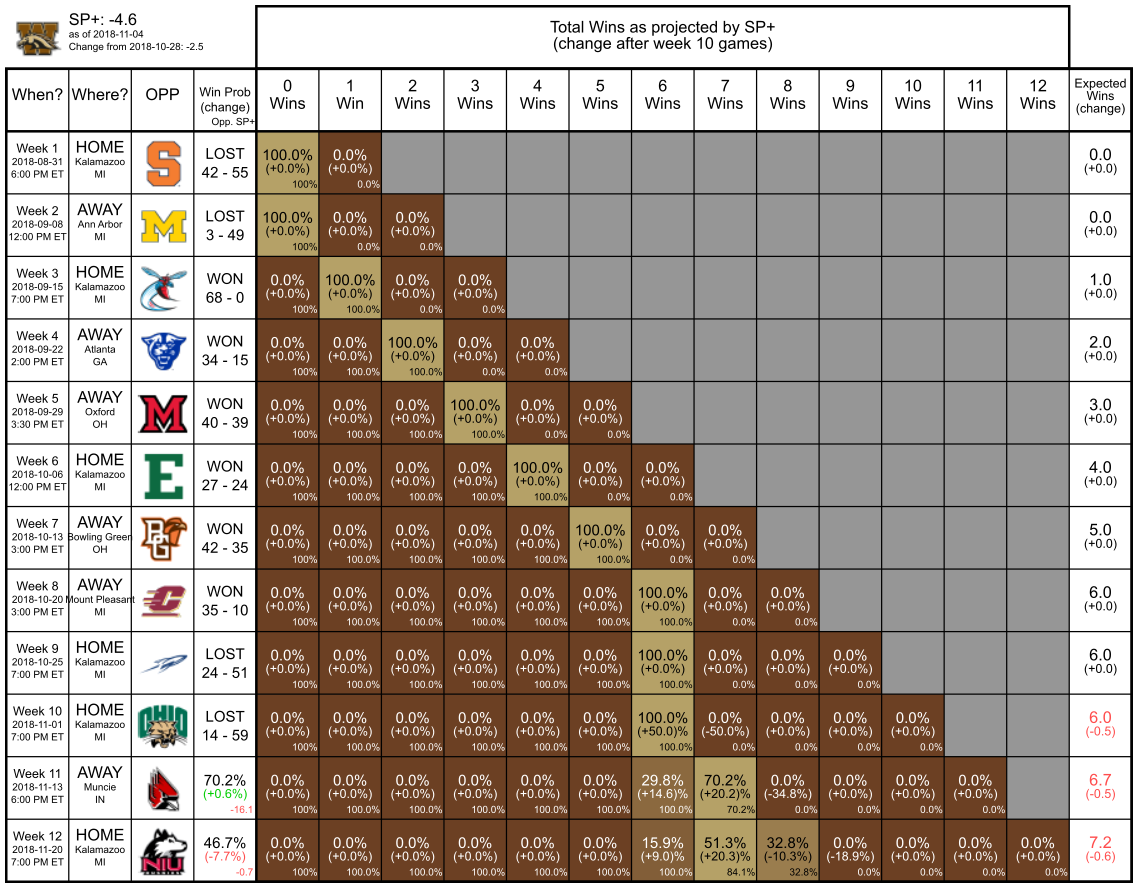 SP+: -4.6
as of 2018-11-04
Change from 2018-10-28: -2.5
Total Wins as projected by SP+
(change after week 10 games)
When? Where? OPP Win Prob (change) Opp. SP+ 0 Wins 1 Win 2 Wins 3 Wins 4 Wins 5 Wins 6 Wins 7 Wins 8 Wins 9 Wins 10 Wins 11 Wins 12 Wins Expected Wins (change)
Week 1 HOME LOST 100.0% 0.0% 0.0
2018-08-31 Kalamazoo S (+0.0%) (+0.0%) (+0.0)
6:00 PM ET MI 42 - 55 100% 0.0%
Week 2 AWAY LOST 100.0% 0.0% 0.0% 0.0
2018-09-08 Ann Arbor M (+0.0%) (+0.0%) (+0.0%) (+0.0)
12:00 PM ET MI 3 - 49 100% 0.0% 0.0%
Week 3 HOME WON 0.0% 100.0% 0.0% 0.0% 1.0
2018-09-15 Kalamazoo (+0.0%) (+0.0%) (+0.0%) (+0.0%) (+0.0)
7:00 PM ET MI 68 - 0 100% 100.0% 0.0% 0.0%
Week 4 AWAY WON 0.0% 0.0% 100.0% 0.0% 0.0% 2.0
2018-09-22 Atlanta (+0.0%) (+0.0%) (+0.0%) (+0.0%) (+0.0%) (+0.0)
2:00 PM ET GA 34 - 15 100% 100.0% 100.0% 0.0% 0.0%
Week 5 AWAY WON 0.0% 0.0% 0.0% 100.0% 0.0% 0.0% 3.0
2018-09-29 Oxford M (+0.0%) (+0.0%) (+0.0%) (+0.0%) (+0.0%) (+0.0%) (+0.0)
3:30 PM ET OH 40 - 39 100% 100.0% 100.0% 100.0% 0.0% 0.0%
Week 6 HOME WON 0.0% 0.0% 0.0% 0.0% 100.0% 0.0% 0.0% 4.0
2018-10-06 Kalamazoo E (+0.0%) (+0.0%) (+0.0%) (+0.0%) (+0.0%) (+0.0%) (+0.0%) (+0.0)
12:00 PM ET MI 27 - 24 100% 100.0% 100.0% 100.0% 100.0% 0.0% 0.0%
Week 7 AWAY WON 0.0% 0.0% 0.0% 0.0% 0.0% 100.0% 0.0% 0.0% 5.0
2018-10-13 Bowling Green BG (+0.0%) (+0.0%) (+0.0%) (+0.0%) (+0.0%) (+0.0%) (+0.0%) (+0.0%) (+0.0)
3:00 PM ET OH 42 - 35 100% 100.0% 100.0% 100.0% 100.0% 100.0% 0.0% 0.0%
Week 8 AWAY WON 0.0% 0.0% 0.0% 0.0% 0.0% 0.0% 100.0% 0.0% 0.0% 6.0
2018-10-20 Mount Pleasant C (+0.0%) (+0.0%) (+0.0%) (+0.0%) (+0.0%) (+0.0%) (+0.0%) (+0.0%) (+0.0%) (+0.0)
3:00 PM ET MI 35 - 10 100% 100.0% 100.0% 100.0% 100.0% 100.0% 100.0% 0.0% 0.0%
Week 9 HOME LOST 0.0% 0.0% 0.0% 0.0% 0.0% 0.0% 100.0% 0.0% 0.0% 0.0% 6.0
2018-10-25 Kalamazoo (+0.0%) (+0.0%) (+0.0%) (+0.0%) (+0.0%) (+0.0%) (+0.0%) (+0.0%) (+0.0%) (+0.0%) (+0.0)
7:00 PM ET MI 24 - 51 100% 100.0% 100.0% 100.0% 100.0% 100.0% 100.0% 0.0% 0.0% 0.0%
Week 10 HOME LOST 0.0% 0.0% 0.0% 0.0% 0.0% 0.0% 100.0% 0.0% 0.0% 0.0% 0.0% 6.0
2018-11-01 Kalamazoo OHIO (+0.0%) (+0.0%) (+0.0%) (+0.0%) (+0.0%) (+0.0%) (+50.0)% (-50.0%) (+0.0%) (+0.0%) (+0.0%) (-0.5)
7:00 PM ET MI 14 - 59 100% 100.0% 100.0% 100.0% 100.0% 100.0% 100.0% 0.0% 0.0% 0.0% 0.0%
Week 11 AWAY 70.2% 0.0% 0.0% 0.0% 0.0% 0.0% 0.0% 29.8% 70.2% 0.0% 0.0% 0.0% 0.0% 6.7
2018-11-13 Muncie (+0.6%) (+0.0%) (+0.0%) (+0.0%) (+0.0%) (+0.0%) (+0.0%) (+14.6)% (+20.2)% (-34.8%) (+0.0%) (+0.0%) (+0.0%) (-0.5)
6:00 PM ET IN -16.1 100% 100.0% 100.0% 100.0% 100.0% 100.0% 100.0% 70.2% 0.0% 0.0% 0.0% 0.0%
Week 12 HOME 46.7% 0.0% 0.0% 0.0% 0.0% 0.0% 0.0% 15.9% 51.3% 32.8% 0.0% 0.0% 0.0% 0.0% 7.2
2018-11-20 Kalamazoo (-7.7%) (+0.0%) (+0.0%) (+0.0%) (+0.0%) (+0.0%) (+0.0%) (+9.0)% (+20.3)% (-10.3%) (-18.9%) (+0.0%) (+0.0%) (+0.0%) (-0.6)
7:00 PM ET MI NIU -0.7 100% 100.0% 100.0% 100.0% 100.0% 100.0% 100.0% 84.1% 32.8% 0.0% 0.0% 0.0% 0.0%